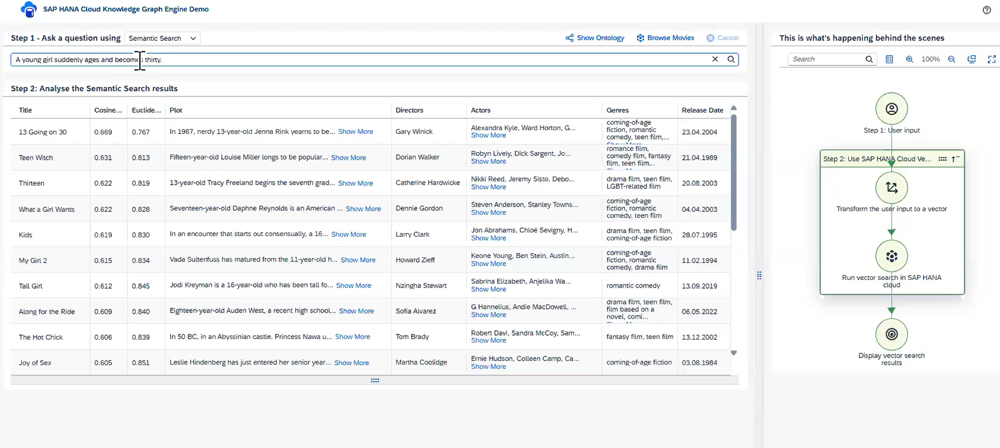 SAP HANA Cloud Knowledge Graph Engine Demo
Step 1 - Ask a question using
Semantic Search
Show Ontology
Browse Movies
Cancel
A young girl suddenly ages and becomes thirty.
Step 2: Analyse the Semantic Search results
Title Cosine... Euclide... Plot Directors Actors Genres Release Date
13 Going on 30
0.669
0.767
In 1987, nerdy 13-year-old Jenna Rink yearns to be... Show More
Gary Winick
Alexandra Kyle, Ward Horton, G...
Show More
coming-of-age
fiction, romantic
comedy, teen film,...
23.04.2004
Teen Witch
0.631
0.813
Fifteen-year-old Louise Miller longs to be popular... Show More
Dorian Walker
Robyn Lively, Dick Sargent, Jo...
Show More
romance film,
comedy film, fantasy
film, teen film...
21.04.1989
Thirteen
0.622
0.819
13-year-old Tracy Freeland begins the seventh grad... Show More
Catherine Hardwicke
Nikki Reed, Jeremy Sisto, Debo...
Show More
drama film, teen film,
LGBT-related film
20.08.2003
What a Girl Wants
0.622
0.828
Seventeen-year-old Daphne Reynolds is an American ... Show More
Dennie Gordon
Steven Anderson, Stanley Towns...
Show More
coming-of-age
fiction, romantic
comedy, teen film
04.04.2003
Kids
0.619
0.830
In an encounter that starts out consensually, a 16... Show More
Larry Clark
Jon Abrahams, Chloë Sevigny, H...
Show More
drama film, teen film,
coming-of-age fiction
28.07.1995
My Girl 2
0.615
0.834
Vada Sultenfuss has matured from the 11-year-old h... Show More
Howard Zieff
Keone Young, Ben Stein, Austin...
Show More
coming-of-age
fiction, romantic
comedy, drama film
11.02.1994
Tall Girl
0.612
0.845
Jodi Kreyman is a 16-year-old who has been tall fo... Show More
Nzingha Stewart
Sabrina Elizabeth, Anjelika Wa...
Show More
romantic comedy
13.09.2019
Along for the Ride
0.609
0.840
Eighteen-year-old Auden West, a recent high school... Show More
Sofia Alvarez
G Hannelius, Andie MacDowell, ...
Show More
drama film, teen film,
film based on a
novel, comi...
06.05.2022
The Hot Chick
0.606
0.839
In 50 BC, in an Abyssinian castle, Princess Nawa u... Show More
Tom Brady
Robert Davi, Sandra McCoy, Sam...
Show More
fantasy film, teen film
13.12.2002
Joy of Sex
0.605
0.851
Leslie Hindenberg has just entered her senior year... Show More
Martha Coolidge
Ernie Hudson, Colleen Camp, Ca...
Show More
coming-of-age fiction
03.08.1984
This is what's happening behind the scenes
Search
100%
Step 1: User input
Step 2: Use SAP HANA Cloud Ve...
Transform the user input to a vector
Run vector search in SAP HANA
cloud
Display vector search
results